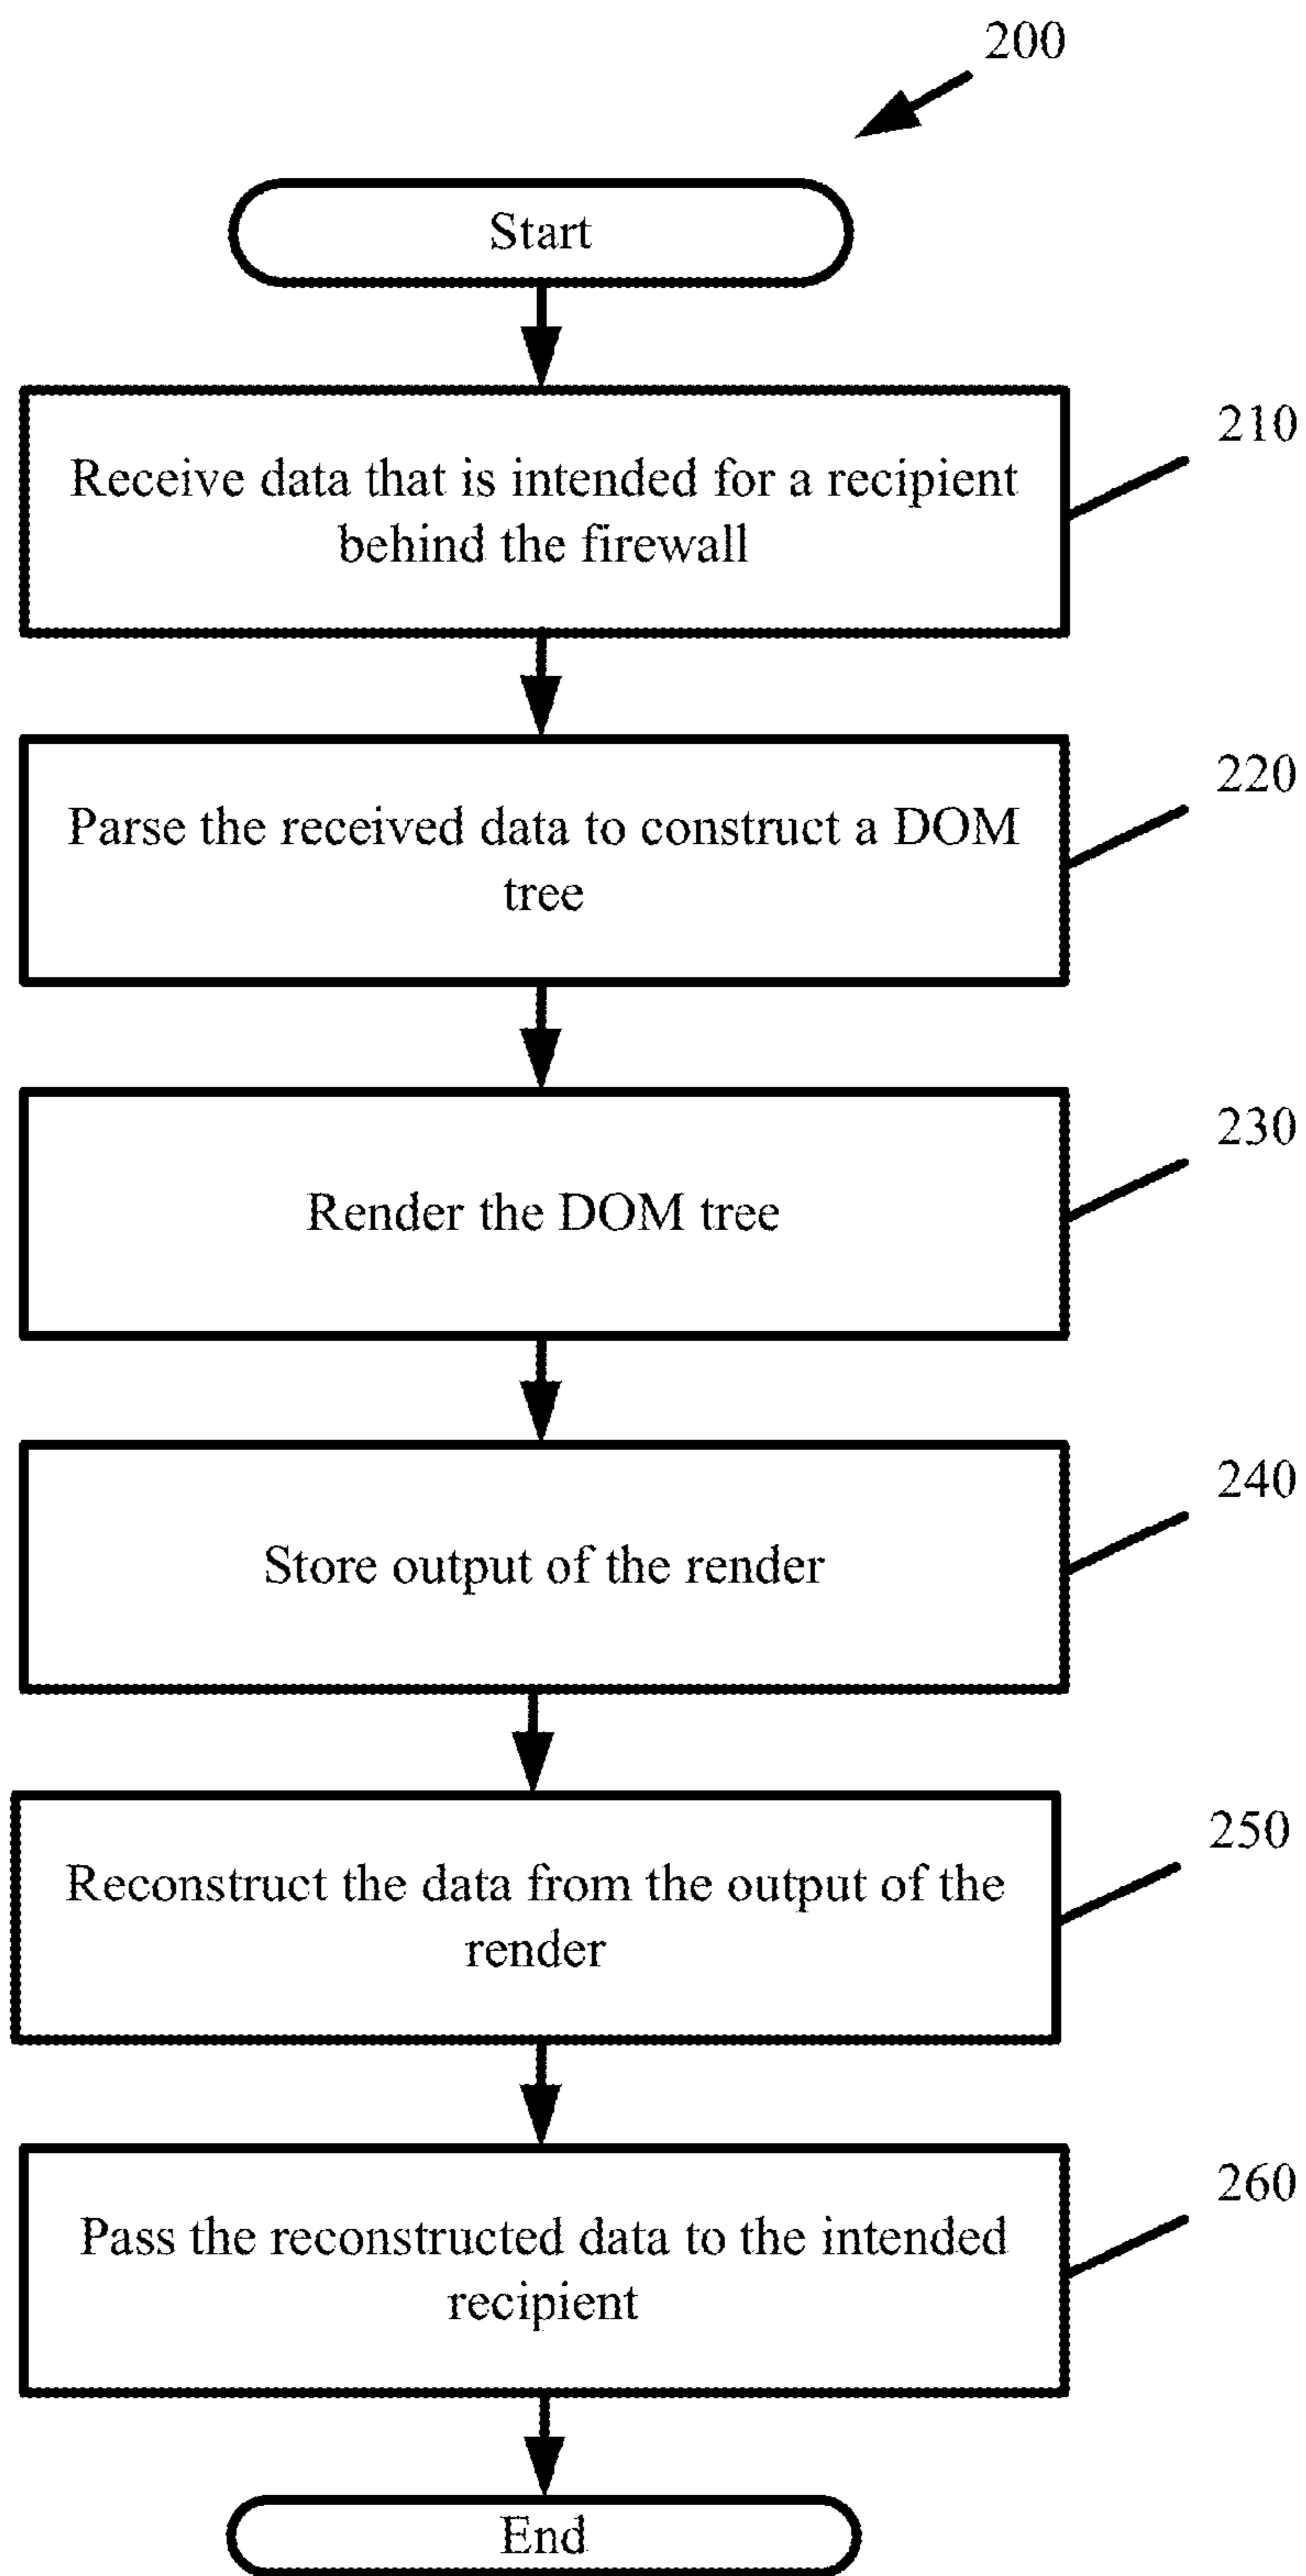 200
Start
210
Receive data that is intended for a recipient
behind the firewall
220
Parse the received data to construct a DOM
tree
230
Render the DOM tree
240
Store output of the render
250
Reconstruct the data from the output of the
render
260
Pass the reconstructed data to the intended
recipient
End